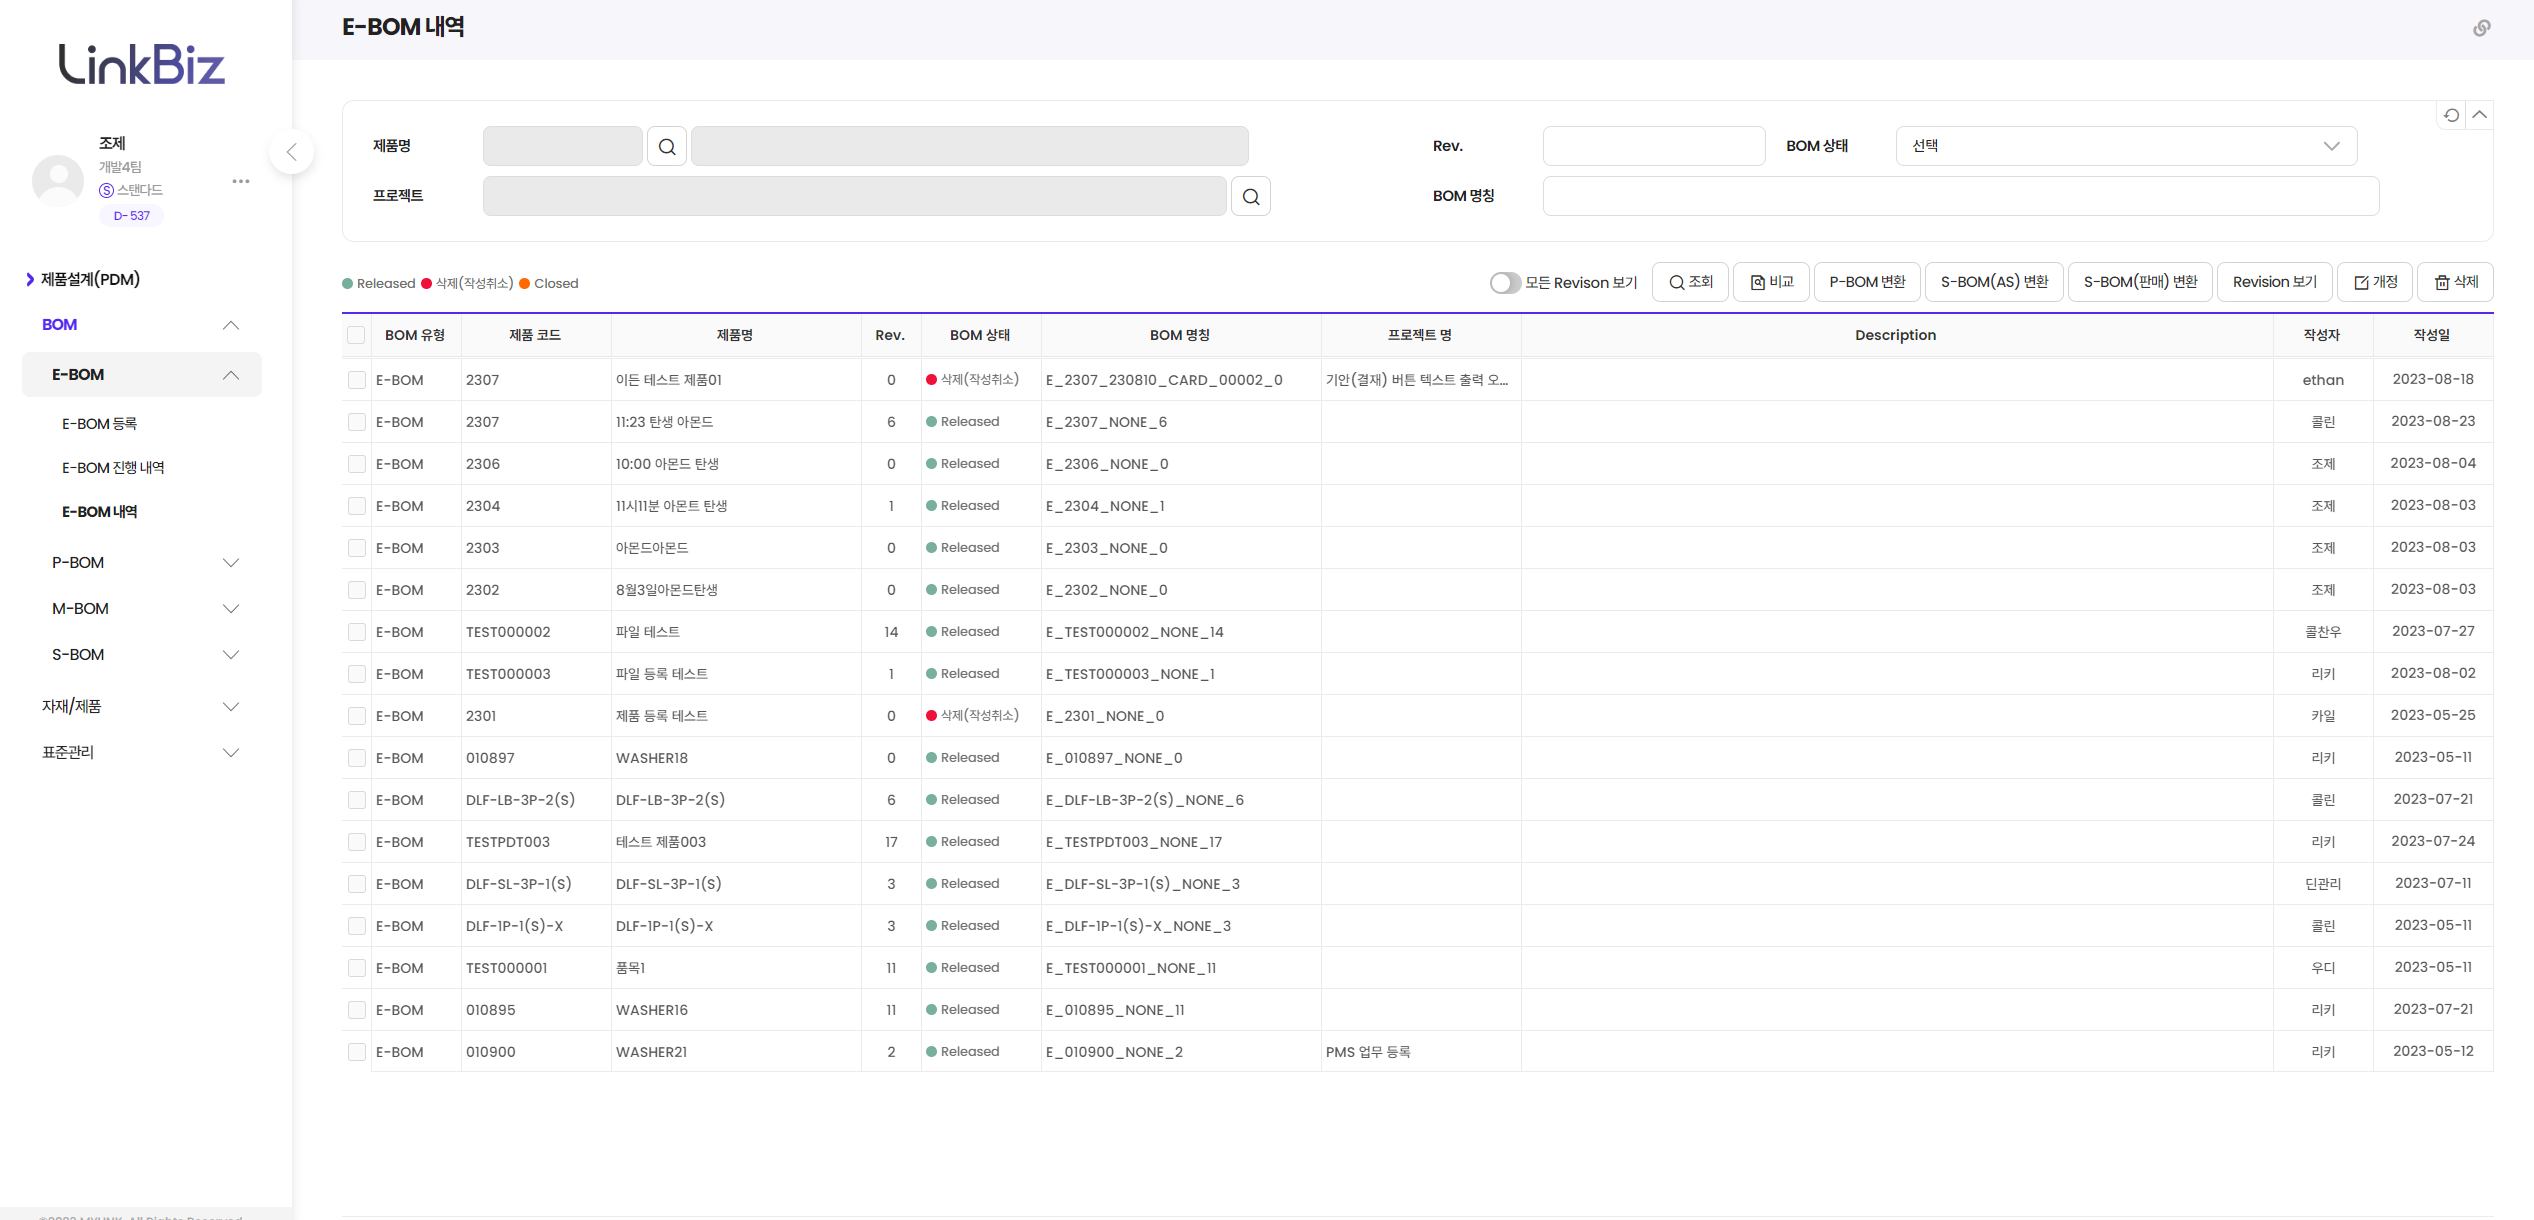 LinkBiz
조제
개발4팀
Ⓢ 스탠다드
D-537
제품설계(PDM)
BOM
E-BOM
E-BOM 등록
E-BOM 진행 내역
E-BOM 내역
P-BOM
M-BOM
S-BOM
자재/제품
표준관리
E-BOM 내역
제품명 Rev. BOM 상태 선택
프로젝트 BOM 명칭
Released 삭제(작성취소) Closed 모든 Revison 보기 조회 비교 P-BOM 변환 S-BOM(AS) 변환 S-BOM(판매) 변환 Revision 보기 개정 삭제
BOM 유형 제품 코드 제품명 Rev. BOM 상태 BOM 명칭 프로젝트 명 Description 작성자 작성일
E-BOM 2307 이든 테스트 제품01 0 삭제(작성취소) E_2307_230810_CARD_00002_0 기안(결재) 버튼 텍스트 출력 오... ethan 2023-08-18
E-BOM 2307 11:23 탄생 아몬드 6 Released E_2307_NONE_6 콜린 2023-08-23
E-BOM 2306 10:00 아몬드 탄생 0 Released E_2306_NONE_0 조제 2023-08-04
E-BOM 2304 11시11분 아몬트 탄생 1 Released E_2304_NONE_1 조제 2023-08-03
E-BOM 2303 아몬드아몬드 0 Released E_2303_NONE_0 조제 2023-08-03
E-BOM 2302 8월3일아몬드탄생 0 Released E_2302_NONE_0 조제 2023-08-03
E-BOM TEST000002 파일 테스트 14 Released E_TEST000002_NONE_14 콜찬우 2023-07-27
E-BOM TEST000003 파일 등록 테스트 1 Released E_TEST000003_NONE_1 리키 2023-08-02
E-BOM 2301 제품 등록 테스트 0 삭제(작성취소) E_2301_NONE_0 카일 2023-05-25
E-BOM 010897 WASHER18 0 Released E_010897_NONE_0 리키 2023-05-11
E-BOM DLF-LB-3P-2(S) DLF-LB-3P-2(S) 6 Released E_DLF-LB-3P-2(S)_NONE_6 콜린 2023-07-21
E-BOM TESTPDT003 테스트 제품003 17 Released E_TESTPDT003_NONE_17 리키 2023-07-24
E-BOM DLF-SL-3P-1(S) DLF-SL-3P-1(S) 3 Released E_DLF-SL-3P-1(S)_NONE_3 딘관리 2023-07-11
E-BOM DLF-1P-1(S)-X DLF-1P-1(S)-X 3 Released E_DLF-1P-1(S)-X_NONE_3 콜린 2023-05-11
E-BOM TEST000001 품목1 11 Released E_TEST000001_NONE_11 우디 2023-05-11
E-BOM 010895 WASHER16 11 Released E_010895_NONE_11 리키 2023-07-21
E-BOM 010900 WASHER21 2 Released E_010900_NONE_2 PMS 업무 등록 리키 2023-05-12